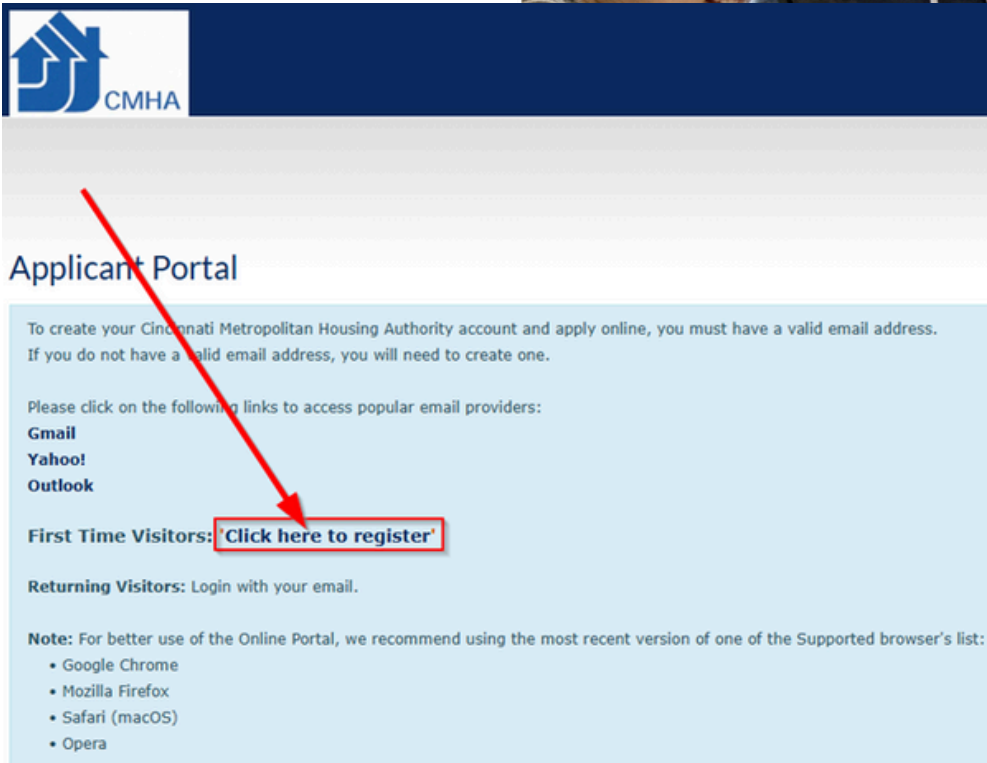 CMHA
Applicant Portal
To create your Cincinnati Metropolitan Housing Authority account and apply online, you must have a valid email address.
If you do not have a valid email address, you will need to create one.
Please click on the following links to access popular email providers:
Gmail
Yahoo!
Outlook
First Time Visitors: 'Click here to register'
Returning Visitors: Login with your email.
Note: For better use of the Online Portal, we recommend using the most recent version of one of the Supported browser's list:
• Google Chrome
• Mozilla Firefox
• Safari (macOS)
• Opera